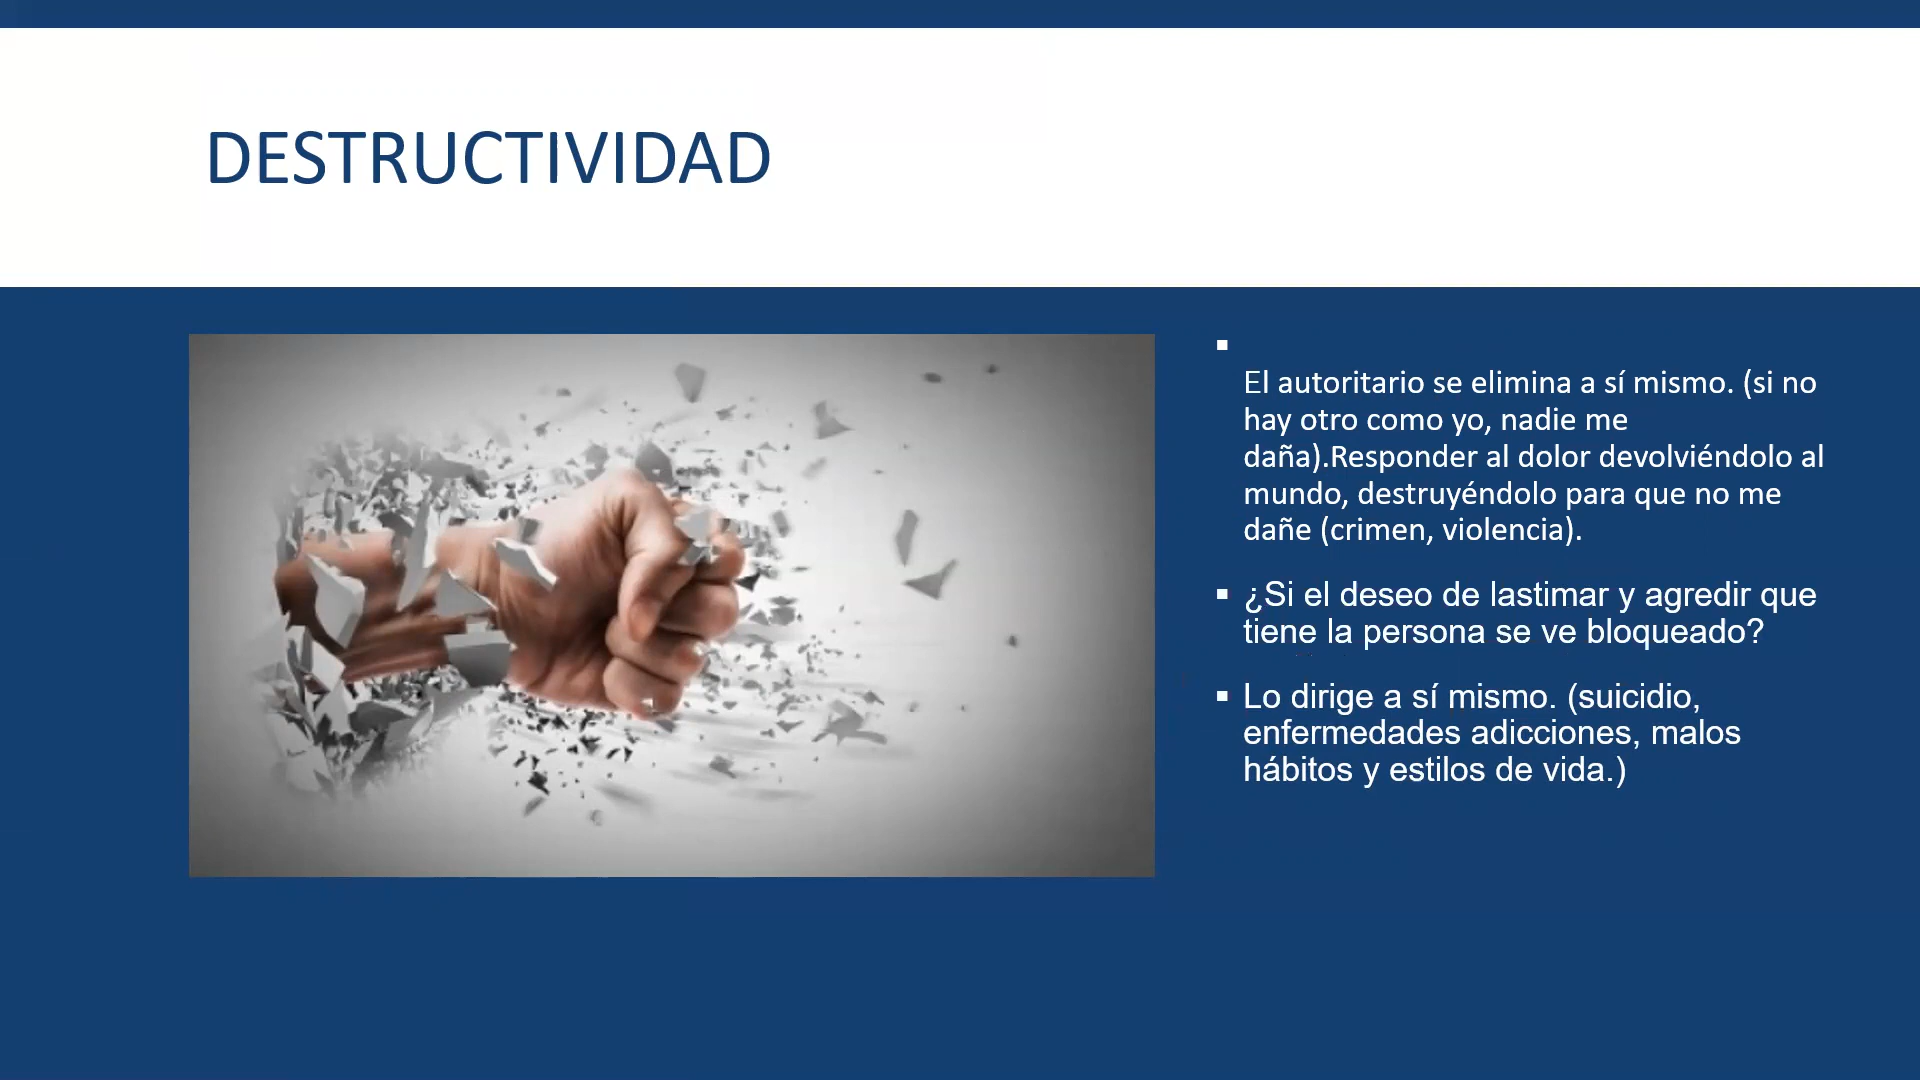 DESTRUCTIVIDAD
El autoritario se elimina a sí mismo. (si no
hay otro como yo, nadie me
daña).Responder al dolor devolviéndolo al
mundo, destruyéndolo para que no me
dañe (crimen, violencia).
¿Si el deseo de lastimar y agredir que
tiene la persona se ve bloqueado?
Lo dirige a sí mismo. (suicidio,
enfermedades adicciones, malos
hábitos y estilos de vida.)